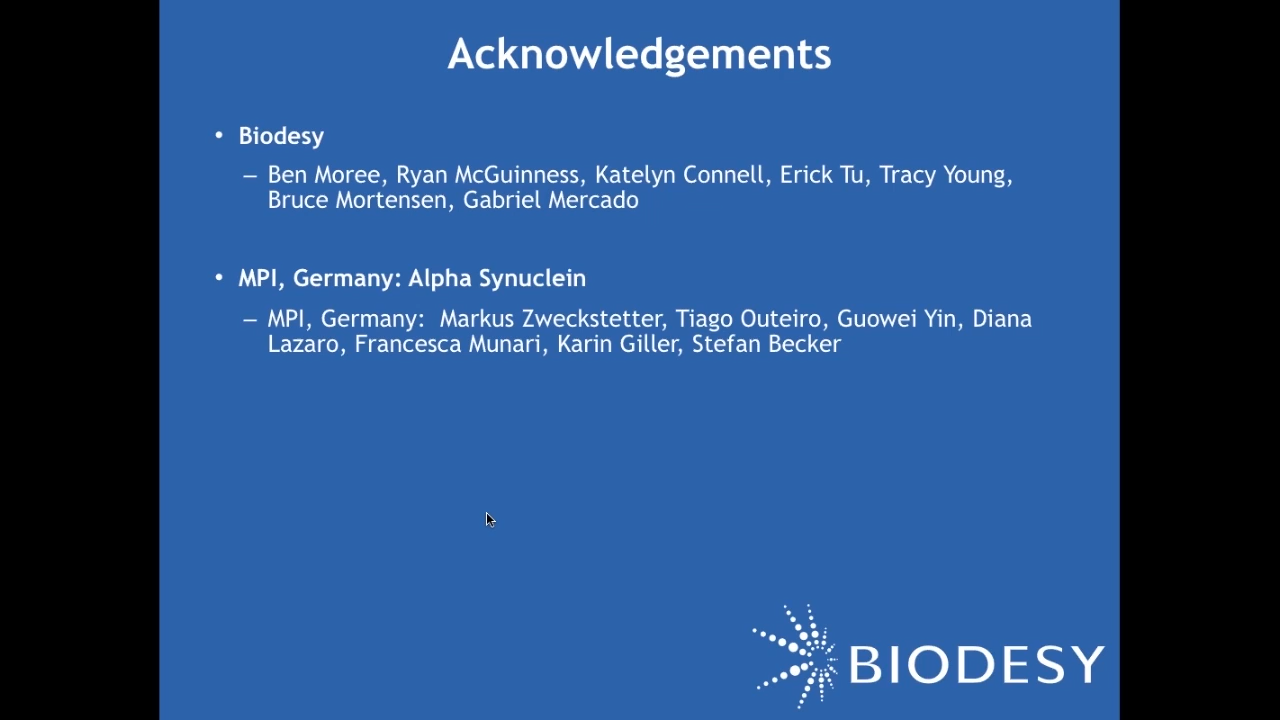 Acknowledgements
• Biodesy
– Ben Moree, Ryan McGuinness, Katelyn Connell, Erick Tu, Tracy Young,
Bruce Mortensen, Gabriel Mercado
• MPI, Germany: Alpha Synuclein
– MPI, Germany:  Markus Zweckstetter, Tiago Outeiro, Guowei Yin, Diana
Lazaro, Francesca Munari, Karin Giller, Stefan Becker
BIODESY